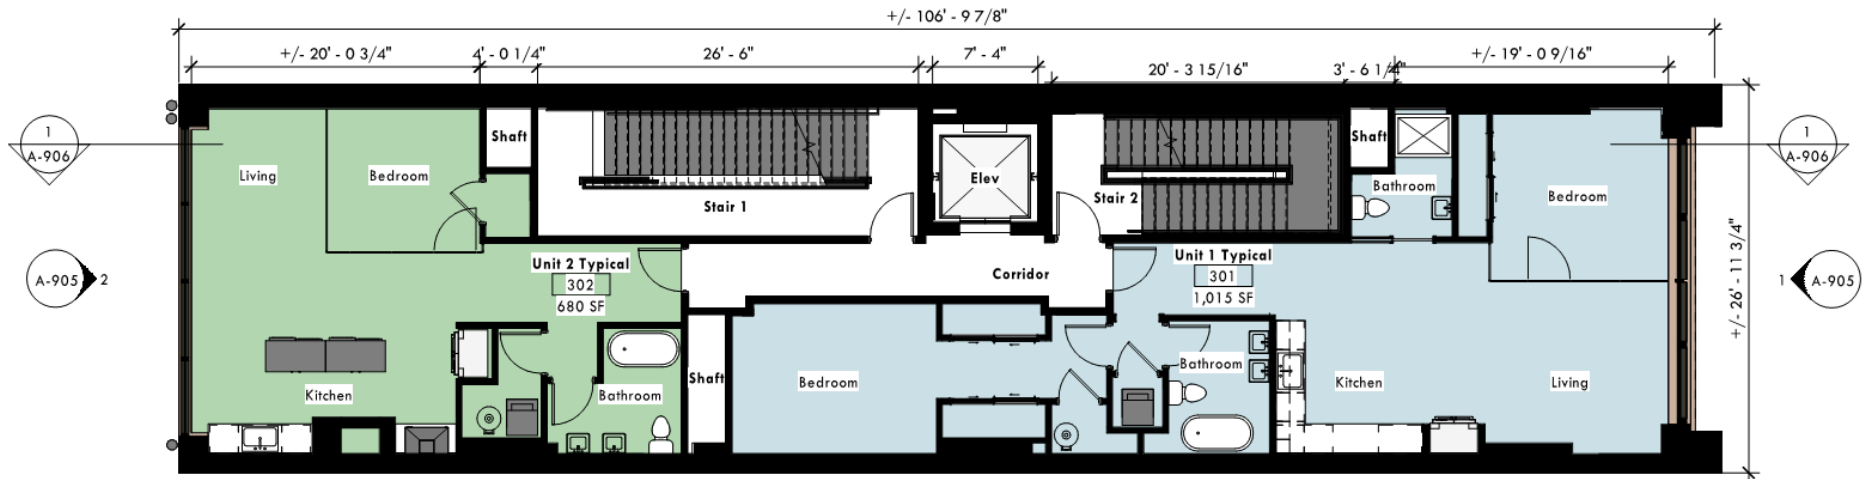 +/- 106' - 9 7/8"
+/- 20' - 0 3/4"
4' - 0 1/4"
26' - 6"
7' - 4"
20' - 3 15/16"
3' - 6 1/4"
+/- 19' - 0 9/16"
1
A-906
Living
Bedroom
Shaft
Stair 1
Elev
Stair 2
Shaft
Bathroom
Bedroom
1
A-906
A-905
2
Unit 2 Typical
302
680 SF
Corridor
Unit 1 Typical
301
1,015 SF
+/- 26' - 11 3/4"
1
A-905
Kitchen
Bathroom
Shaft
Bedroom
Bathroom
Kitchen
Living